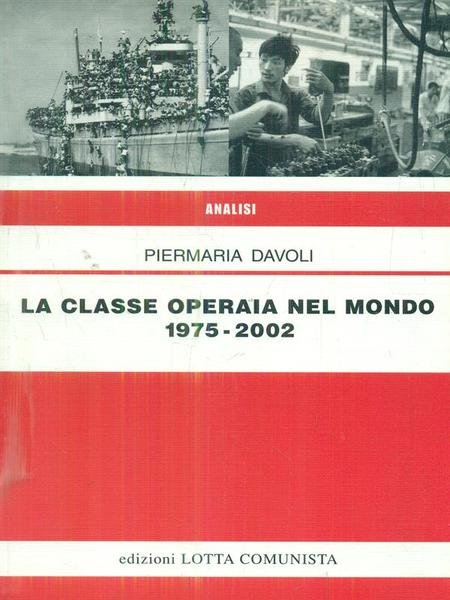 ANALISI
PIERMARIA DAVOLI
LA CLASSE OPERAIA NEL MONDO
1975-2002
edizioni LOTTA COMUNISTA